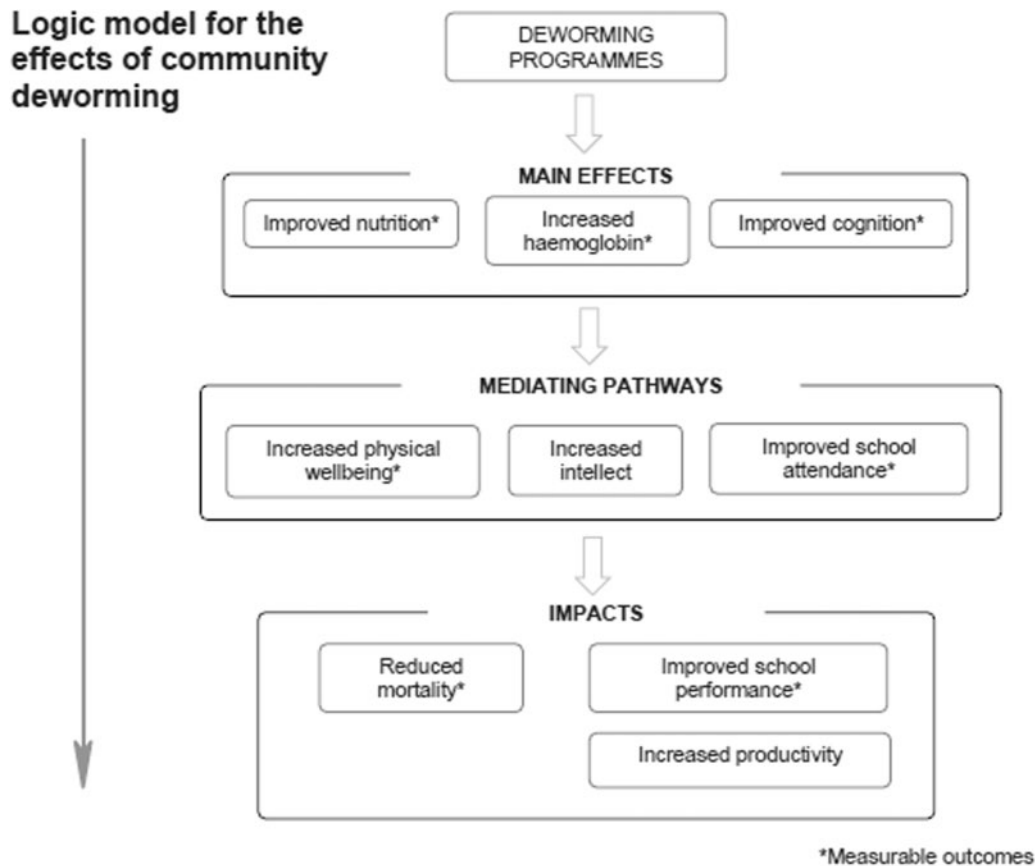 Logic model for the
effects of community
deworming
DEWORMING
PROGRAMMES
MAIN EFFECTS
Improved nutrition*
Increased
haemoglobin*
Improved cognition*
MEDIATING PATHWAYS
Increased physical
wellbeing*
Increased
intellect
Improved school
attendance*
IMPACTS
Reduced
mortality*
Improved school
performance*
Increased productivity
*Measurable outcomes